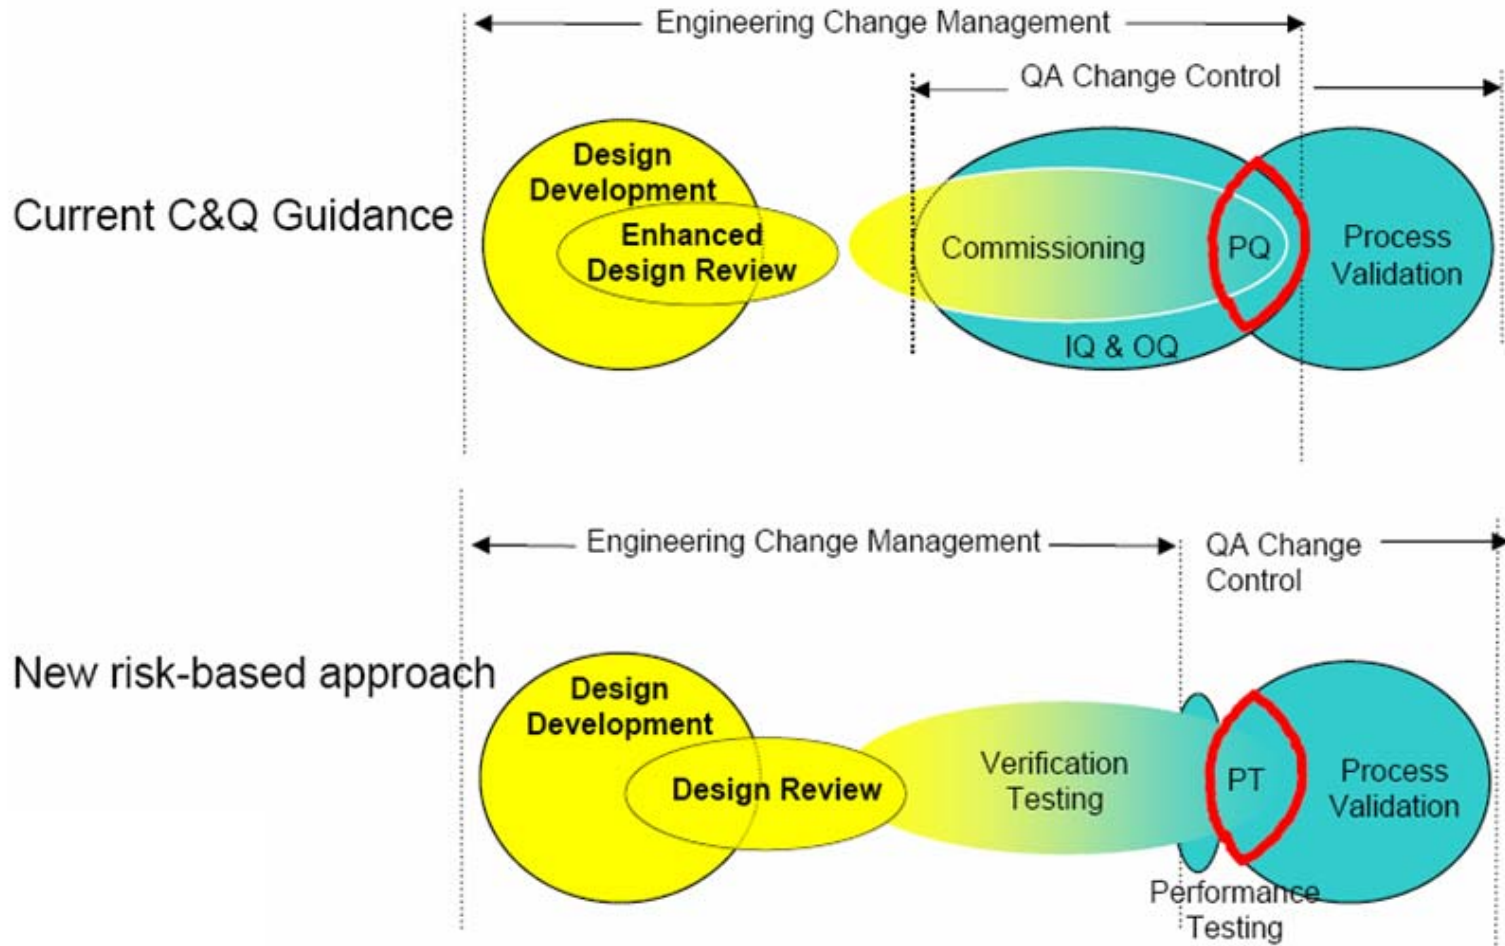 Engineering Change Management
QA Change Control
Current C&Q Guidance
Design
Development
Enhanced
Design Review
Commissioning
PQ
Process
Validation
IQ & OQ
Engineering Change Management
QA Change
Control
New risk-based approach
Design
Development
Design Review
Verification
Testing
PT
Process
Validation
Performance
Testing